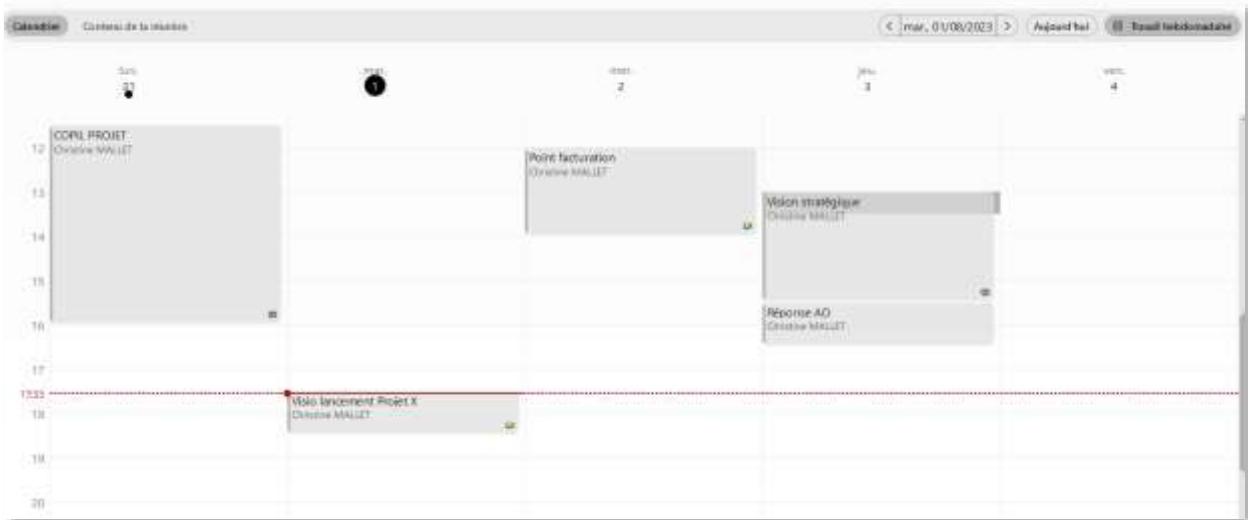 Calendrier Contenu de la réunion
mar., 01/08/2023 Aujourd'hui Travail hebdomadaire
lun. mar. mer. jeu. ven.
31 1 2 3 4
COPIL PROJET
Christine MALLET
12
Point facturation
Christine MALLET
13
Vision stratégique
Christine MALLET
14
15
Réponse AO
Christine MALLET
16
17
17:33
Visio lancement Projet X
Christine MALLET
18
19
20